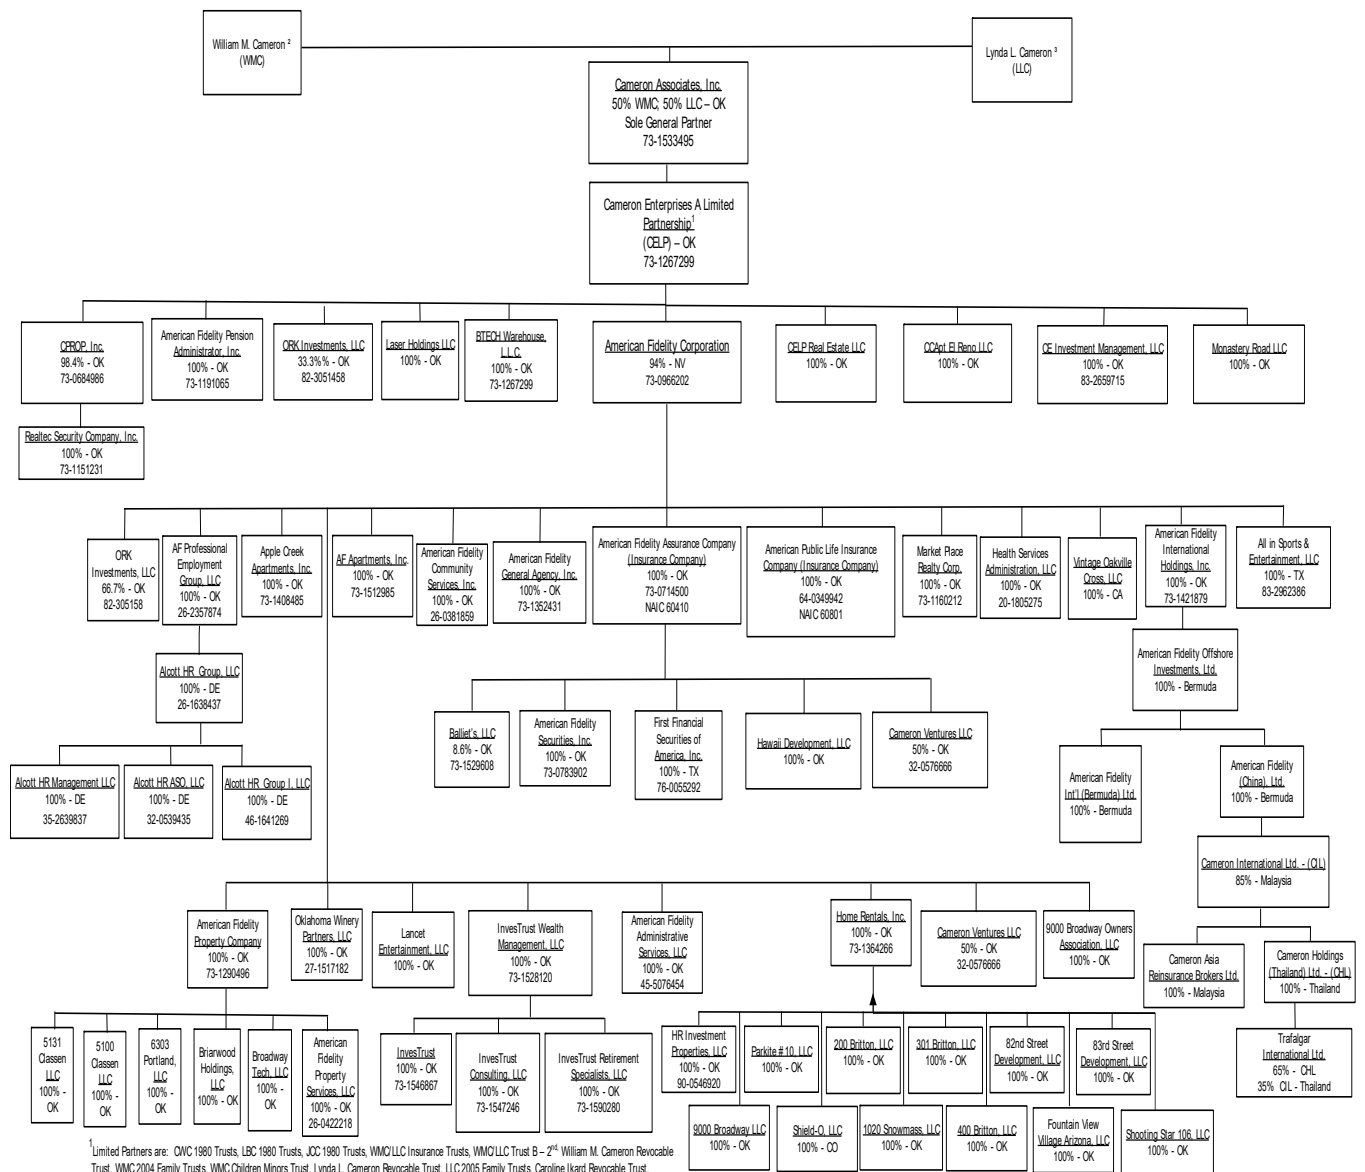 William M. Cameron ²
(WMC)
Lynda L. Cameron ³
(LLC)
Cameron Associates, Inc.
50% WMC; 50% LLC – OK
Sole General Partner
73-1533495
Cameron Enterprises A Limited
Partnership¹
(CELP) – OK
73-1267299
CPROP, Inc.
98.4% - OK
73-0684986
American Fidelity Pension
Administrator, Inc.
100% - OK
73-1191065
ORK Investments, LLC
33.3%% - OK
82-3051458
Laser Holdings LLC
100% - OK
BTECH Warehouse,
L.L.C.
100% - OK
73-1267299
American Fidelity Corporation
94% - NV
73-0966202
CELP Real Estate LLC
100% - OK
CCApt. El Reno LLC
100% - OK
CE Investment Management, LLC
100% - OK
83-2659715
Monastery Road LLC
100% - OK
Realtec Security Company, Inc.
100% - OK
73-1151231
ORK
Investments, LLC
66.7% - OK
82-305158
AF Professional
Employment
Group, LLC
100% - OK
26-2357874
Apple Creek
Apartments, Inc.
100% - OK
73-1408485
AF Apartments, Inc.
100% - OK
73-1512985
American Fidelity
Community
Services, Inc.
100% - OK
26-0381859
American Fidelity
General Agency, Inc.
100% - OK
73-1352431
American Fidelity Assurance Company
(Insurance Company)
100% - OK
73-0714500
NAIC 60410
American Public Life Insurance
Company (Insurance Company)
100% - OK
64-0349942
NAIC 60801
Market Place
Realty Corp.
100% - OK
73-1160212
Health Services
Administration, LLC
100% - OK
20-1805275
Vintage Oakville
Cross, LLC
100% - CA
American Fidelity
International
Holdings, Inc.
100% - OK
73-1421879
All in Sports &
Entertainment, LLC
100% - TX
83-2962386
Alcott HR Group, LLC
100% - DE
26-1638437
American Fidelity Offshore
Investments, Ltd.
100% - Bermuda
Balliet's, LLC
8.6% - OK
73-1529608
American Fidelity
Securities, Inc.
100% - OK
73-0783902
First Financial
Securities of
America, Inc.
100% - TX
76-0055292
Hawaii Development, LLC
100% - OK
Cameron Ventures LLC
50% - OK
32-0576666
Alcott HR Management LLC
100% - DE
35-2639837
Alcott HR ASO, LLC
100% - DE
32-0539435
Alcott HR Group I, LLC
100% - DE
46-1641269
American Fidelity
Int'l (Bermuda) Ltd.
100% - Bermuda
American Fidelity
(China), Ltd.
100% - Bermuda
Cameron International Ltd. - (CIL)
85% - Malaysia
American Fidelity
Property Company
100% - OK
73-1290496
Oklahoma Winery
Partners, LLC
100% - OK
27-1517182
Lancet
Entertainment, LLC
100% - OK
InvesTrust Wealth
Management, LLC
100% - OK
73-1528120
American Fidelity
Administrative
Services, LLC
100% - OK
45-5076454
Home Rentals, Inc.
100% - OK
73-1364266
Cameron Ventures LLC
50% - OK
32-0576666
9000 Broadway Owners
Association, LLC
100% - OK
Cameron Asia
Reinsurance Brokers Ltd.
100% - Malaysia
Cameron Holdings
(Thailand) Ltd. - (CHL)
100% - Thailand
5131
Classen
LLC
100% -
OK
5100
Classen
LLC
100% -
OK
6303
Portland,
LLC
100% -
OK
Briarwood
Holdings,
LLC
100% - OK
Broadway
Tech, LLC
100% -
OK
American
Fidelity
Property
Services, LLC
100% - OK
26-0422218
InvesTrust
100% - OK
73-1546867
InvesTrust
Consulting, LLC
100% - OK
73-1547246
InvesTrust Retirement
Specialists, LLC
100% - OK
73-1590280
HR Investment
Properties, LLC
100% - OK
90-0546920
Parkite # 10, LLC
100% - OK
200 Britton, LLC
100% - OK
301 Britton, LLC
100% - OK
82nd Street
Development, LLC
100% - OK
83rd Street
Development, LLC
100% - OK
Trafalgar
International Ltd.
65% - CHL
35% CIL - Thailand
9000 Broadway LLC
100% - OK
Shield-O, LLC
100% - CO
1020 Snowmass, LLC
100% - OK
400 Britton, LLC
100% - OK
Fountain View
Village Arizona, LLC
100% - OK
Shooting Star 106, LLC
100% - OK
¹Limited Partners are: CWC 1980 Trusts, LBC 1980 Trusts, JCC 1980 Trusts, WMC/LLC Insurance Trusts, WMC/LLC Trust B – 2nd, William M. Cameron Revocable
Trust, WMC 2004 Family Trusts, WMC Children Minors Trust, Lynda L. Cameron Revocable Trust, LLC 2005 Family Trusts, Caroline Ikard Revocable Trust,